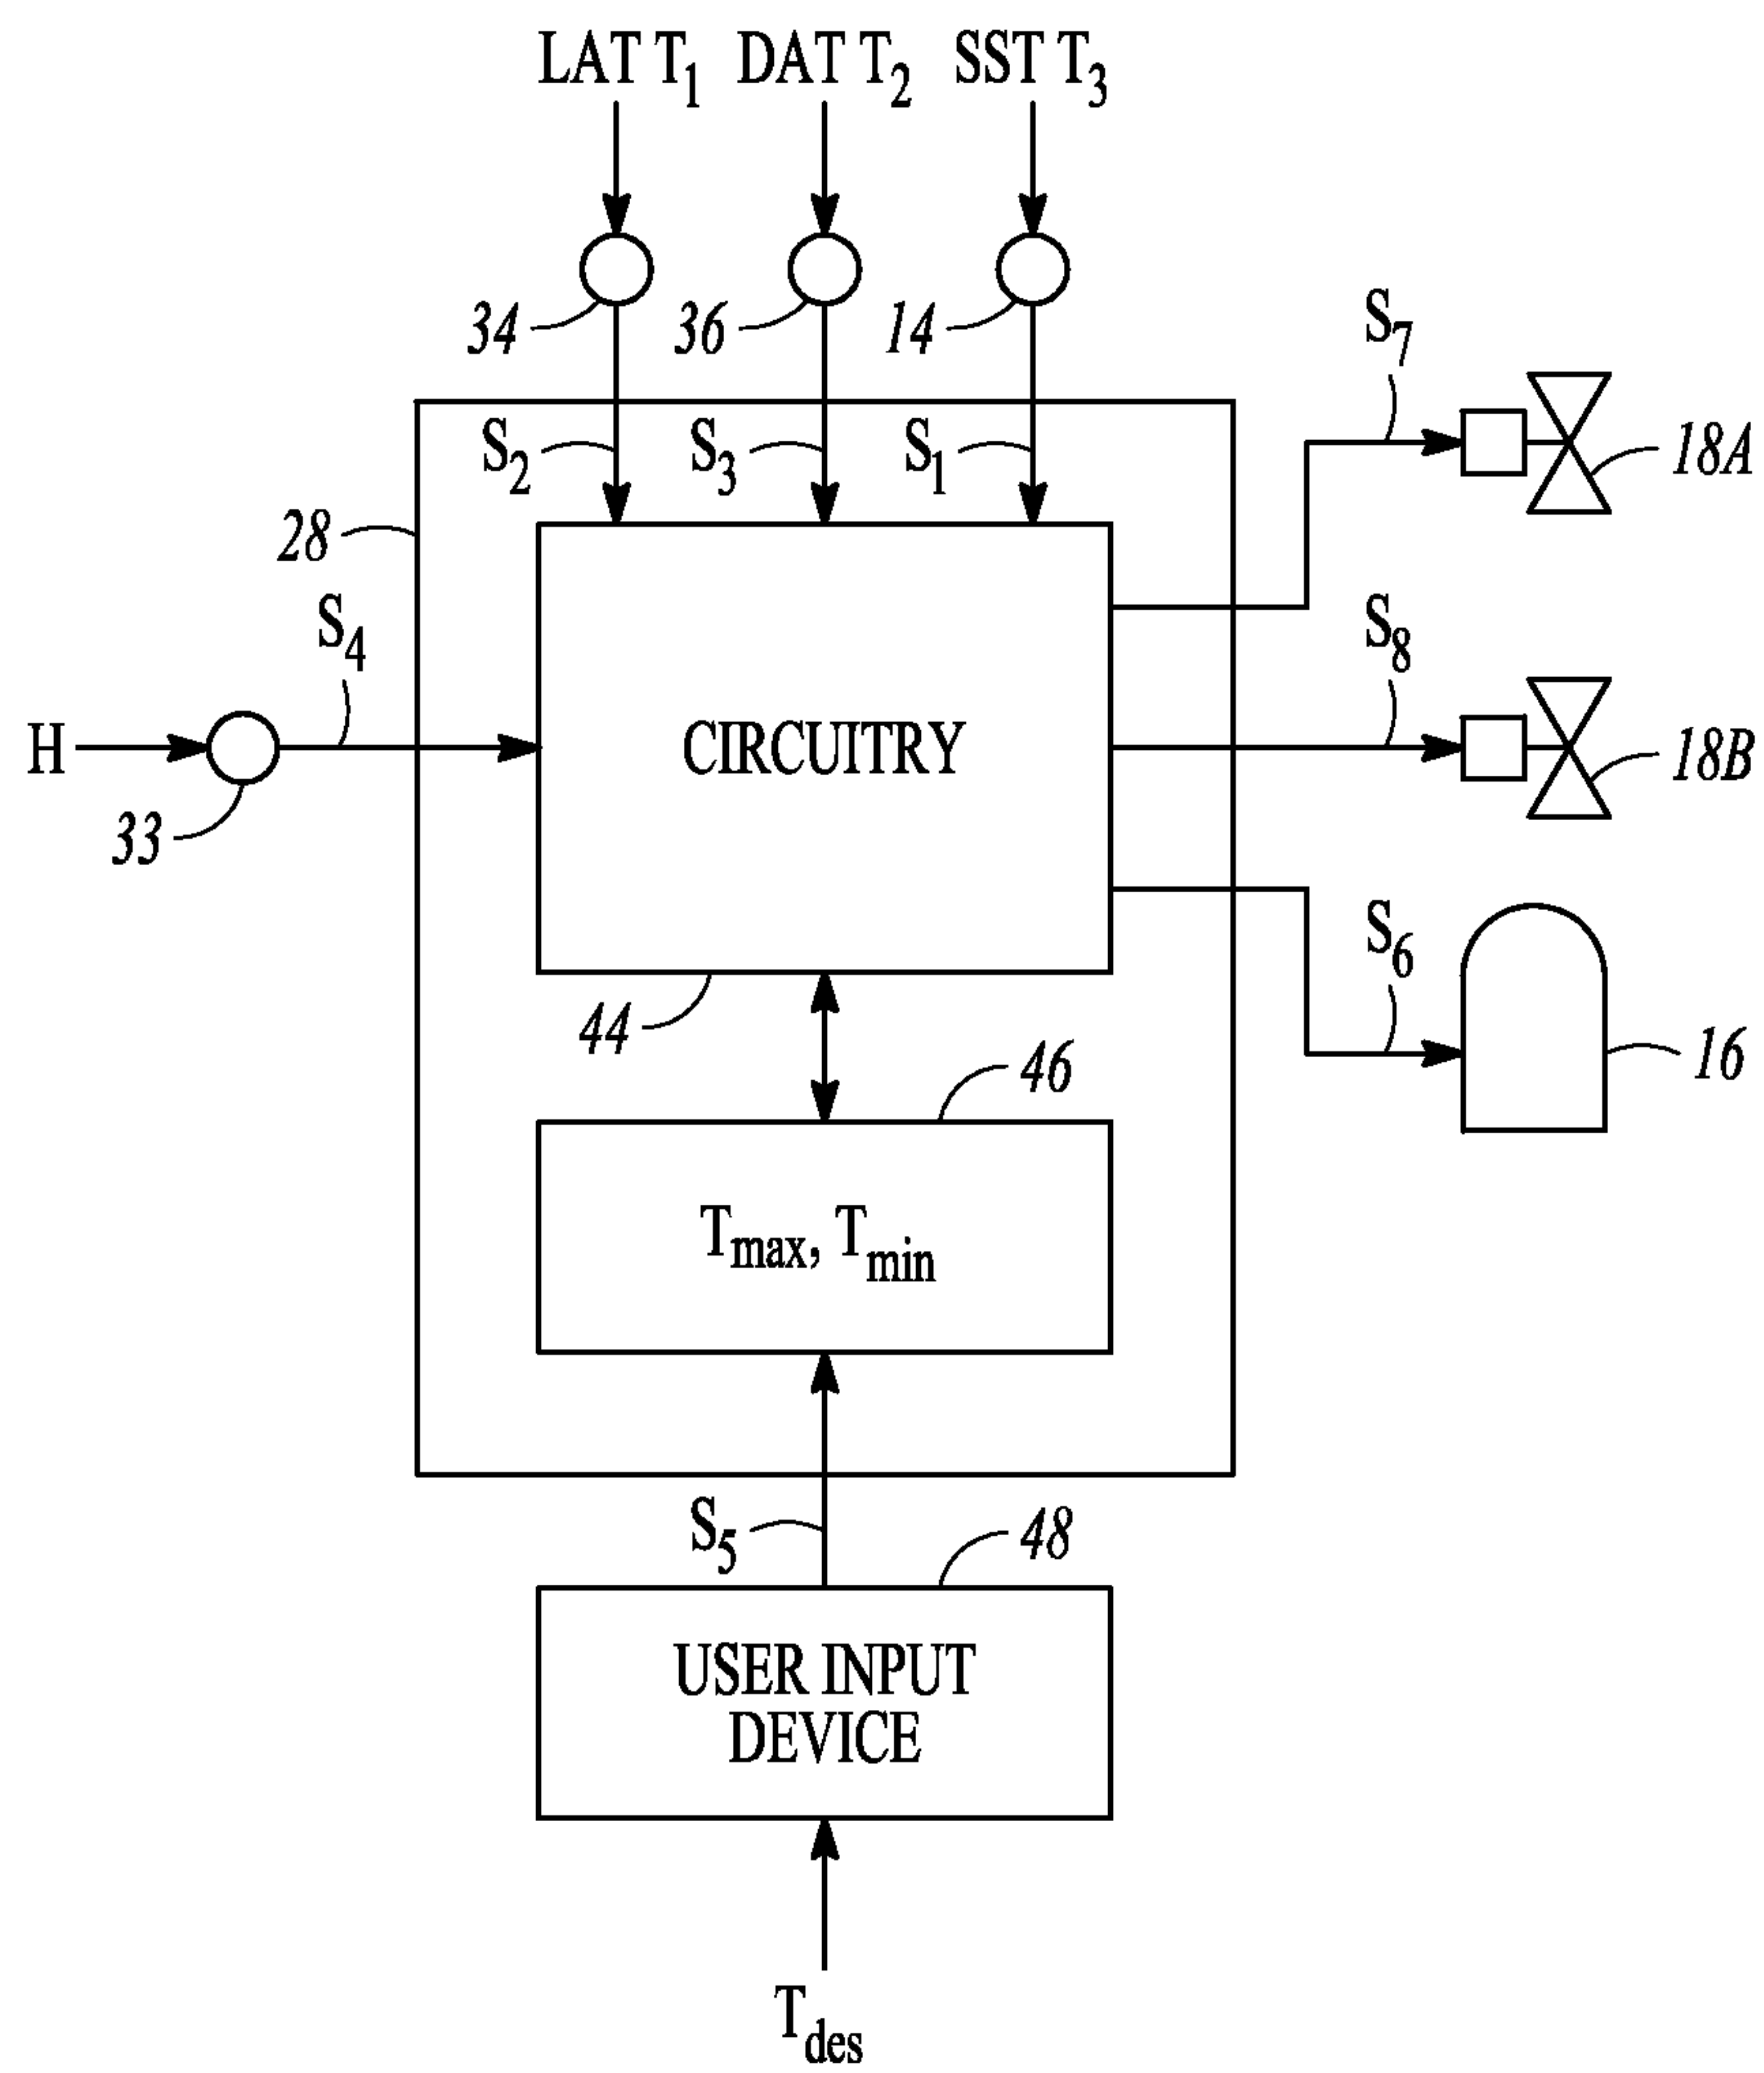 LAT T1 DAT T2 SST T3
34 36 14
S7
S2 S3 S1
18A
28
S4
S8
H
CIRCUITRY
18B
33
S6
44
46
16
Tmax, Tmin
S5
48
USER INPUT
DEVICE
Tdes